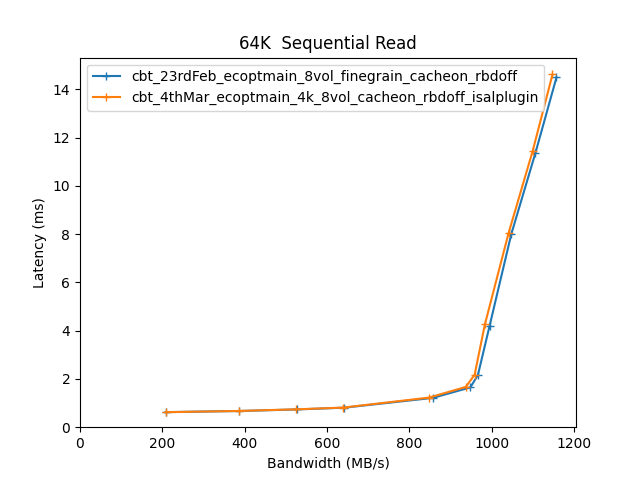 64K  Sequential Read
cbt_23rdFeb_ecoptmain_8vol_finegrain_cacheon_rbdoff
cbt_4thMar_ecoptmain_4k_8vol_cacheon_rbdoff_isalplugin
Latency (ms)
14
12
10
8
6
4
2
0
0 200 400 600 800 1000 1200
Bandwidth (MB/s)